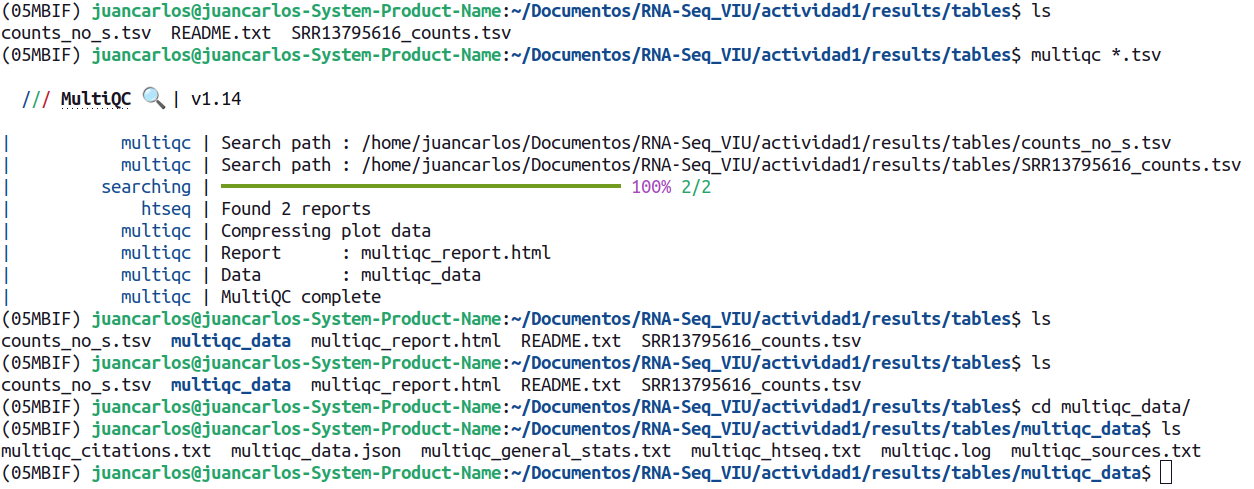 (05MBIF) juancarlos@juancarlos-System-Product-Name:~/Documentos/RNA-Seq_VIU/actividad1/results/tables$ ls
counts_no_s.tsv  README.txt  SRR13795616_counts.tsv
(05MBIF) juancarlos@juancarlos-System-Product-Name:~/Documentos/RNA-Seq_VIU/actividad1/results/tables$ multiqc *.tsv
/// MultiQC 🔍 | v1.14
|           multiqc | Search path : /home/juancarlos/Documentos/RNA-Seq_VIU/actividad1/results/tables/counts_no_s.tsv
|           multiqc | Search path : /home/juancarlos/Documentos/RNA-Seq_VIU/actividad1/results/tables/SRR13795616_counts.tsv
|         searching | ━━━━━━━━━━━━━━━━━━━━━━━━━━━━━━━━━━━━━━━━ 100% 2/2
|             htseq | Found 2 reports
|           multiqc | Compressing plot data
|           multiqc | Report      : multiqc_report.html
|           multiqc | Data        : multiqc_data
|           multiqc | MultiQC complete
(05MBIF) juancarlos@juancarlos-System-Product-Name:~/Documentos/RNA-Seq_VIU/actividad1/results/tables$ ls
counts_no_s.tsv  multiqc_data  multiqc_report.html  README.txt  SRR13795616_counts.tsv
(05MBIF) juancarlos@juancarlos-System-Product-Name:~/Documentos/RNA-Seq_VIU/actividad1/results/tables$ ls
counts_no_s.tsv  multiqc_data  multiqc_report.html  README.txt  SRR13795616_counts.tsv
(05MBIF) juancarlos@juancarlos-System-Product-Name:~/Documentos/RNA-Seq_VIU/actividad1/results/tables$ cd multiqc_data/
(05MBIF) juancarlos@juancarlos-System-Product-Name:~/Documentos/RNA-Seq_VIU/actividad1/results/tables/multiqc_data$ ls
multiqc_citations.txt  multiqc_data.json  multiqc_general_stats.txt  multiqc_htseq.txt  multiqc.log  multiqc_sources.txt
(05MBIF) juancarlos@juancarlos-System-Product-Name:~/Documentos/RNA-Seq_VIU/actividad1/results/tables/multiqc_data$